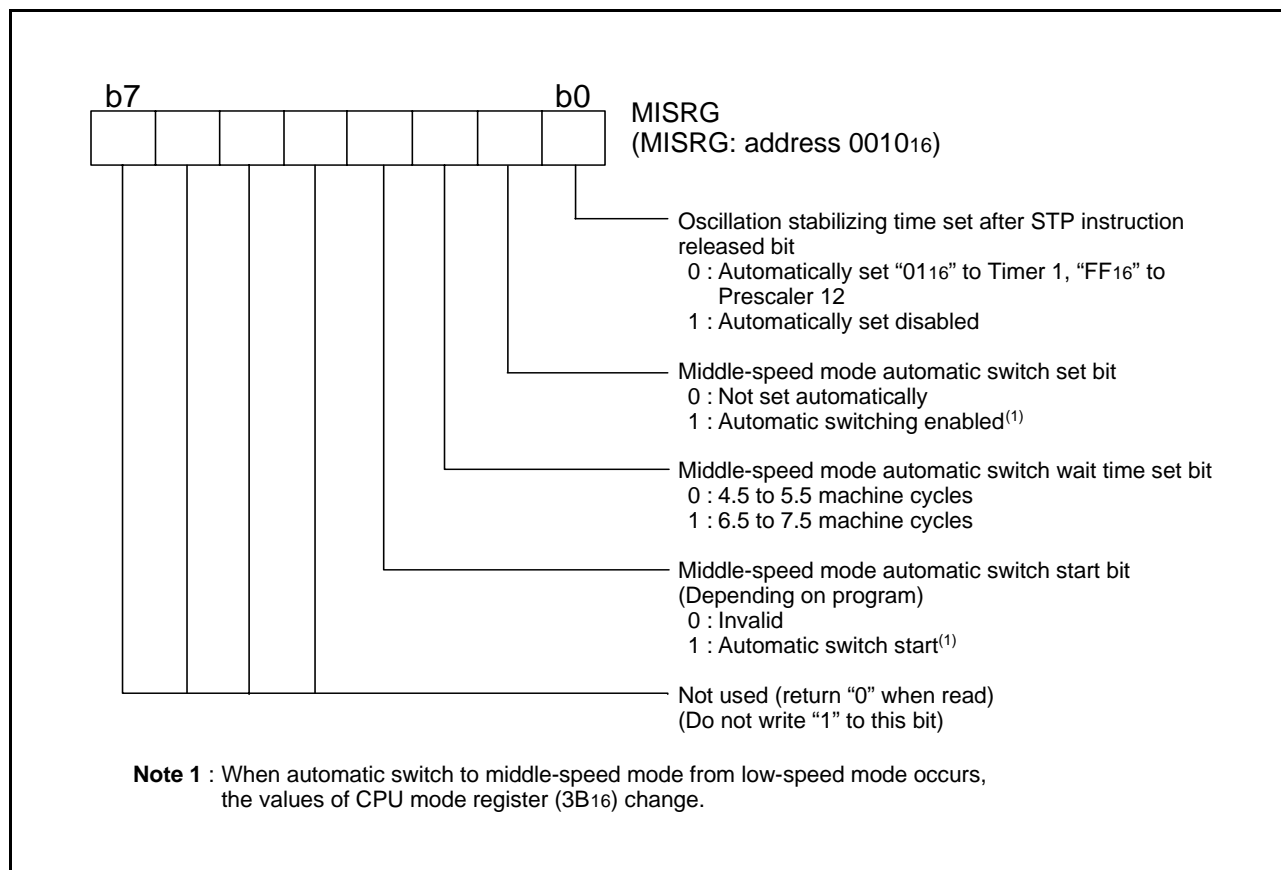 b7 b0
MISRG
(MISRG: address 001016)
Oscillation stabilizing time set after STP instruction
released bit
0 : Automatically set “0116” to Timer 1, “FF16” to
Prescaler 12
1 : Automatically set disabled
Middle-speed mode automatic switch set bit
0 : Not set automatically
1 : Automatic switching enabled(1)
Middle-speed mode automatic switch wait time set bit
0 : 4.5 to 5.5 machine cycles
1 : 6.5 to 7.5 machine cycles
Middle-speed mode automatic switch start bit
(Depending on program)
0 : Invalid
1 : Automatic switch start(1)
Not used (return “0” when read)
(Do not write “1” to this bit)
Note 1 : When automatic switch to middle-speed mode from low-speed mode occurs,
the values of CPU mode register (3B16) change.